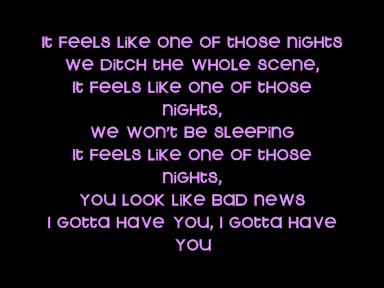 It feels like one of those nights
We ditch the whole scene,
It feels like one of those
nights,
We won't be sleeping
It feels like one of those
nights,
You look like bad news
I gotta have you, I gotta have
you